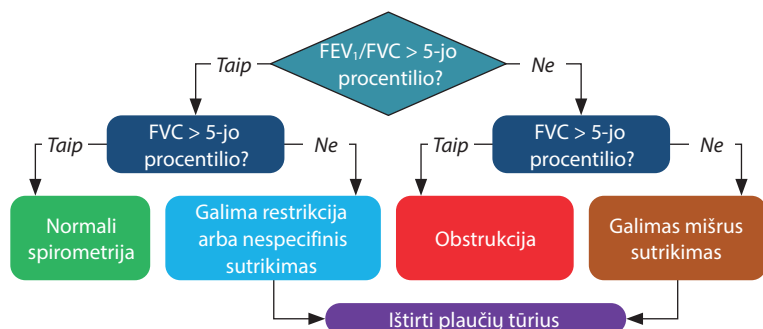 FEV₁/FVC > 5-jo
procentilio?
Taip
Ne
FVC > 5-jo
procentilio?
FVC > 5-jo
procentilio?
Taip
Ne
Taip
Ne
Normali
spirometrija
Galima restrikcija
arba nespecifinis
sutrikimas
Obstrukcija
Galimas mišrus
sutrikimas
Ištirti plaučių tūrius